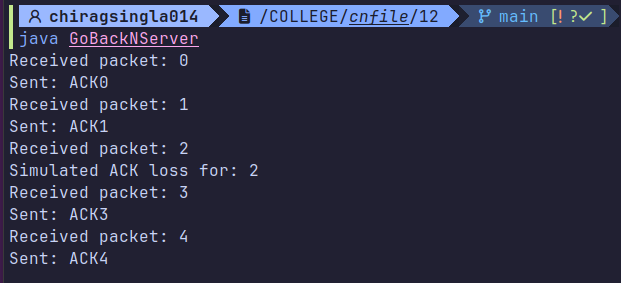 chiragsingla014 /COLLEGE/cnfile/12 main [!?✓]
java GoBackNServer
Received packet: 0
Sent: ACK0
Received packet: 1
Sent: ACK1
Received packet: 2
Simulated ACK loss for: 2
Received packet: 3
Sent: ACK3
Received packet: 4
Sent: ACK4